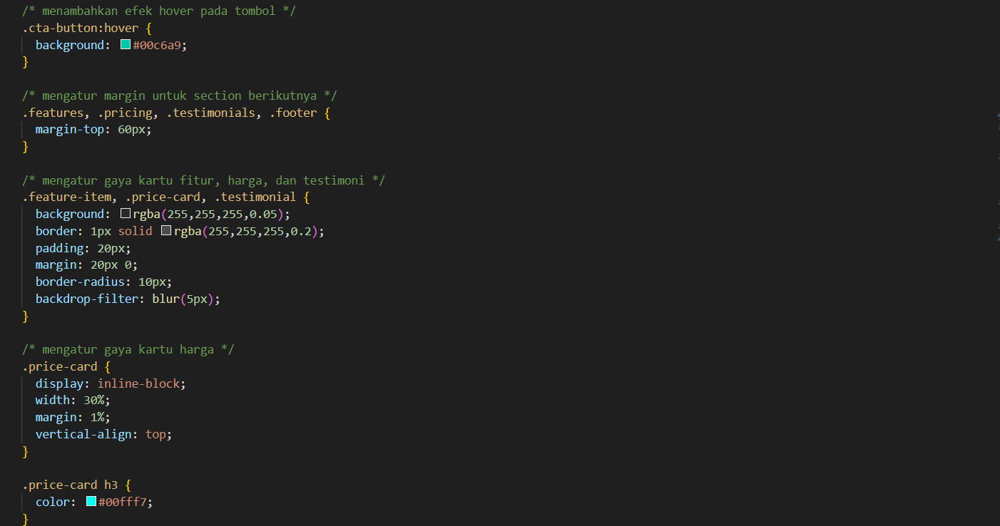 /* menambahkan efek hover pada tombol */
.cta-button:hover {
background: #00c6a9;
}
/* mengatur margin untuk section berikutnya */
.features, .pricing, .testimonials, .footer {
margin-top: 60px;
}
/* mengatur gaya kartu fitur, harga, dan testimoni */
.feature-item, .price-card, .testimonial {
background: rgba(255,255,255,0.05);
border: 1px solid rgba(255,255,255,0.2);
padding: 20px;
margin: 20px 0;
border-radius: 10px;
backdrop-filter: blur(5px);
}
/* mengatur gaya kartu harga */
.price-card {
display: inline-block;
width: 30%;
margin: 1%;
vertical-align: top;
}
.price-card h3 {
color: #00fff7;
}